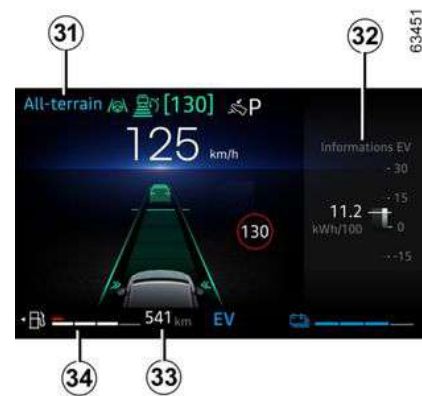 31
32
63451
All-terrain [130] P
125 km/h
Informations EV
30
15
11.2
kWh/100
0
-15
130
541 km EV
34
33